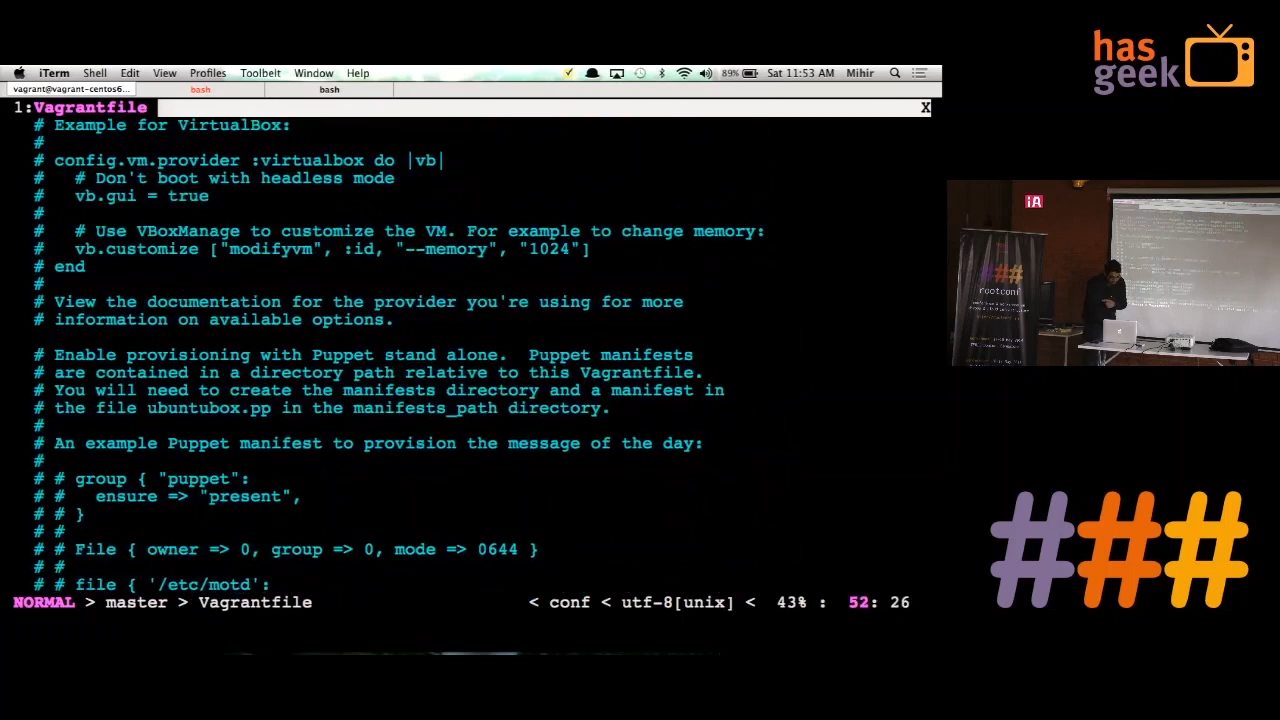 has
geek
iTerm Shell Edit View Profiles Toolbelt Window Help 89% Sat 11:53 AM Mihir
vagrant@vagrant-centos6... bash bash
1:Vagrantfile X
# Example for VirtualBox:
#
# config.vm.provider :virtualbox do |vb|
#   # Don't boot with headless mode
#   vb.gui = true
#
#   # Use VBoxManage to customize the VM. For example to change memory:
#   vb.customize ["modifyvm", :id, "--memory", "1024"]
# end
#
# View the documentation for the provider you're using for more
# information on available options.
# Enable provisioning with Puppet stand alone.  Puppet manifests
# are contained in a directory path relative to this Vagrantfile.
# You will need to create the manifests directory and a manifest in
# the file ubuntubox.pp in the manifests_path directory.
#
# An example Puppet manifest to provision the message of the day:
#
# # group { "puppet":
# #   ensure => "present",
# # }
# #
# # File { owner => 0, group => 0, mode => 0644 }
# #
# # file { '/etc/motd':
NORMAL > master > Vagrantfile < conf < utf-8[unix] < 43% : 52: 26
iA
###
rootconf
###